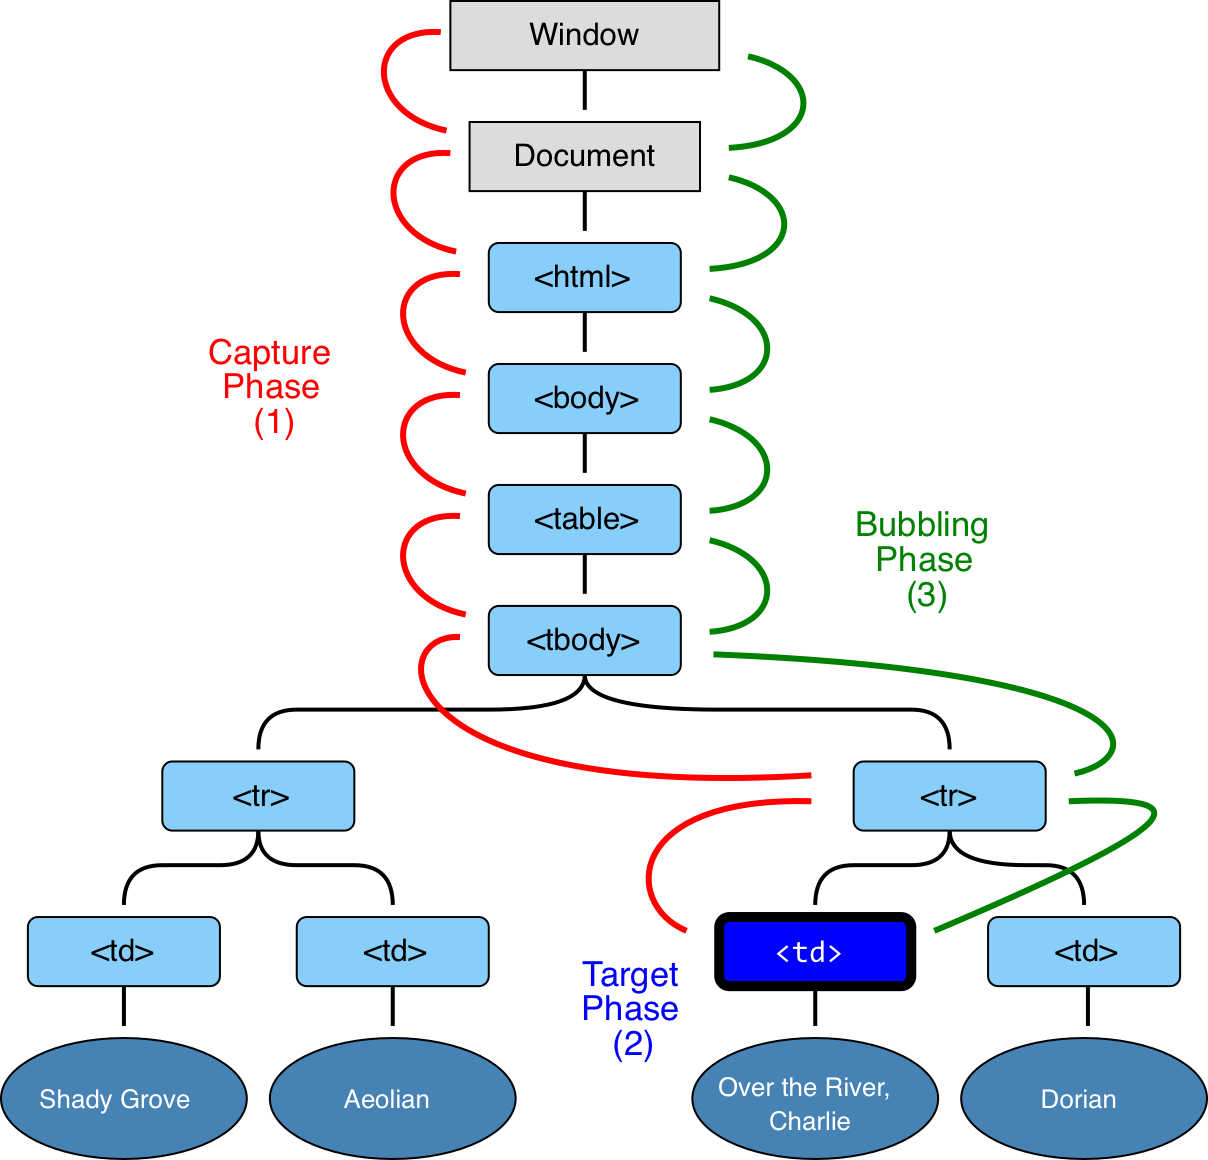 Window
Document
<html>
Capture
Phase
(1)
<body>
<table>
Bubbling
Phase
(3)
<tbody>
<tr>
<tr>
<td>
<td>
<td>
<td>
Target
Phase
(2)
Shady Grove
Aeolian
Over the River,
Charlie
Dorian